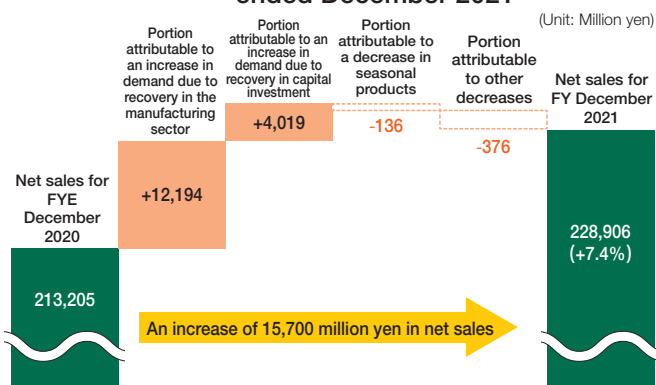 ended December 2021
(Unit: Million yen)
Portion
attributable to
an increase in
demand due to
recovery in the
manufacturing
sector
Portion
attributable to an
increase in
demand due to
recovery in capital
investment
Portion
attributable to
a decrease in
seasonal
products
Portion
attributable
to other
decreases
Net sales for
FY December
2021
+4,019
-136
-376
Net sales for
FYE
December
2020
+12,194
228,906
(+7.4%)
213,205
An increase of 15,700 million yen in net sales